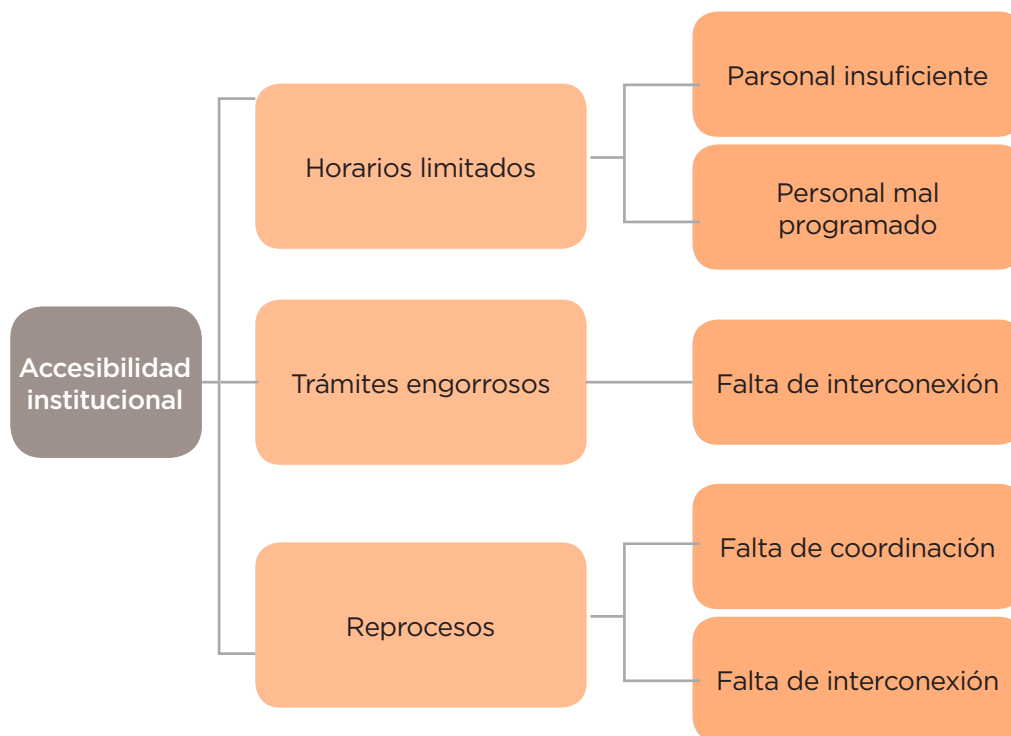 Accesibilidad
institucional
Horarios limitados
Parsonal insuficiente
Personal mal
programado
Trámites engorrosos
Falta de interconexión
Reprocesos
Falta de coordinación
Falta de interconexión